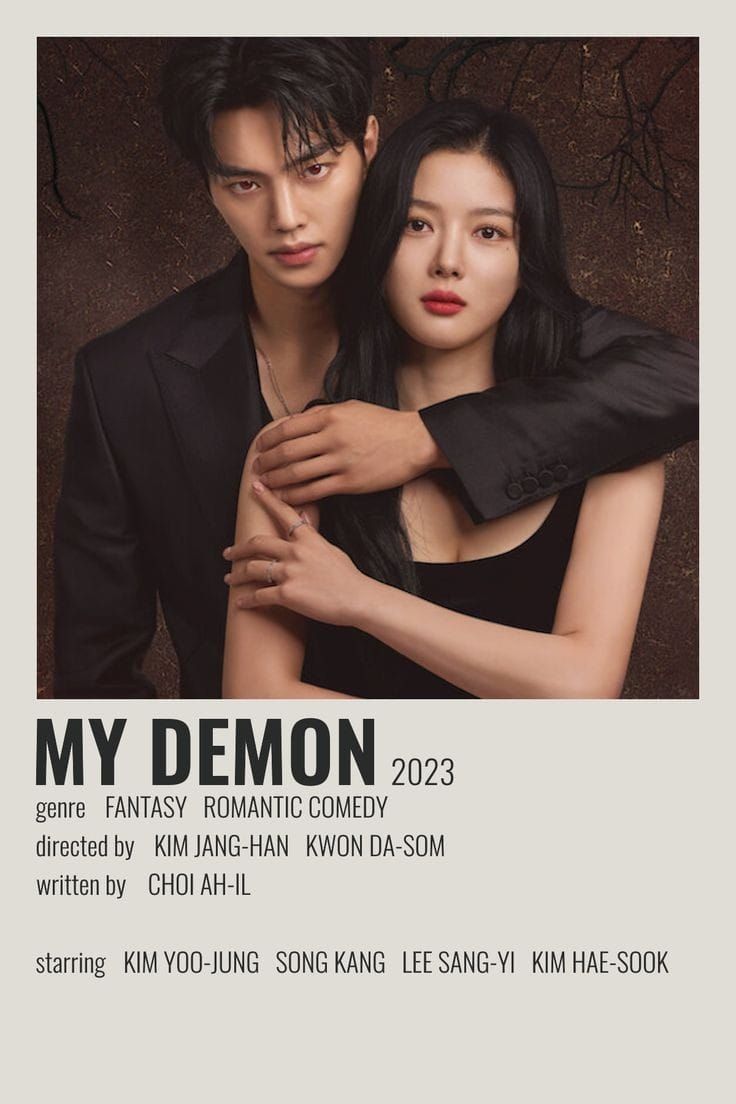 MY DEMON 2023
genre FANTASY ROMANTIC COMEDY
directed by KIM JANG-HAN KWON DA-SOM
written by CHOI AH-IL
starring KIM YOO-JUNG SONG KANG LEE SANG-YI KIM HAE-SOOK